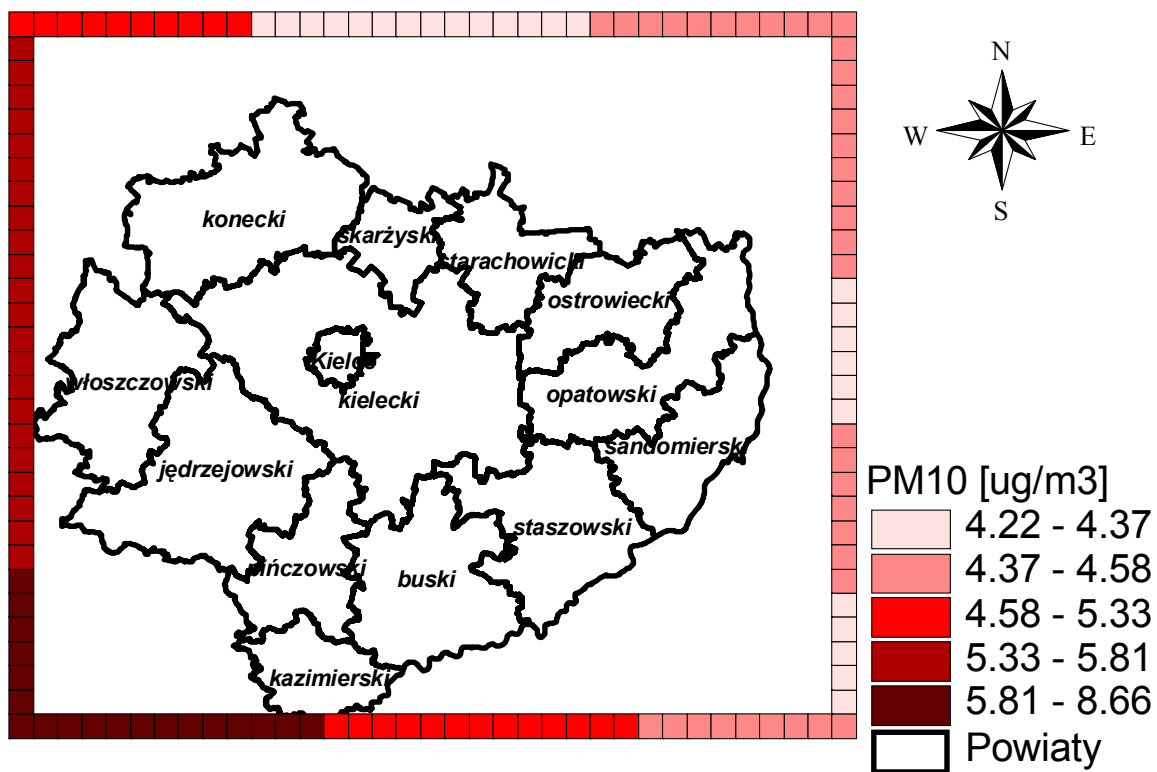 N
W E
S
konecki
skarżyski
starachowicki
ostrowiecki
Kielce
włoszczowski
kielecki
opatowski
sandomierski
jędrzejowski
staszowski
pińczowski
buski
kazimierski
PM10 [ug/m3]
4.22 - 4.37
4.37 - 4.58
4.58 - 5.33
5.33 - 5.81
5.81 - 8.66
Powiaty